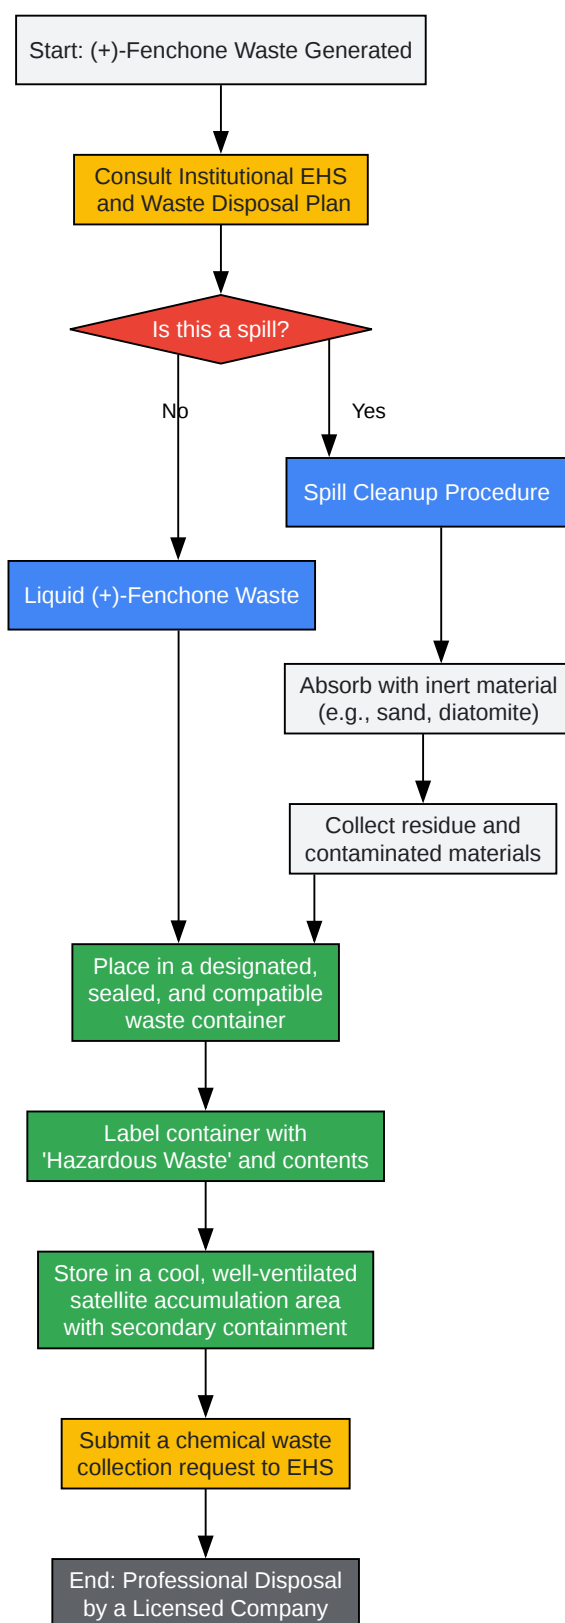 Start: (+)-Fenchone Waste Generated
Consult Institutional EHS
and Waste Disposal Plan
Is this a spill?
No
Yes
Spill Cleanup Procedure
Liquid (+)-Fenchone Waste
Absorb with inert material
(e.g., sand, diatomite)
Collect residue and
contaminated materials
Place in a designated,
sealed, and compatible
waste container
Label container with
'Hazardous Waste' and contents
Store in a cool, well-ventilated
satellite accumulation area
with secondary containment
Submit a chemical waste
collection request to EHS
End: Professional Disposal
by a Licensed Company